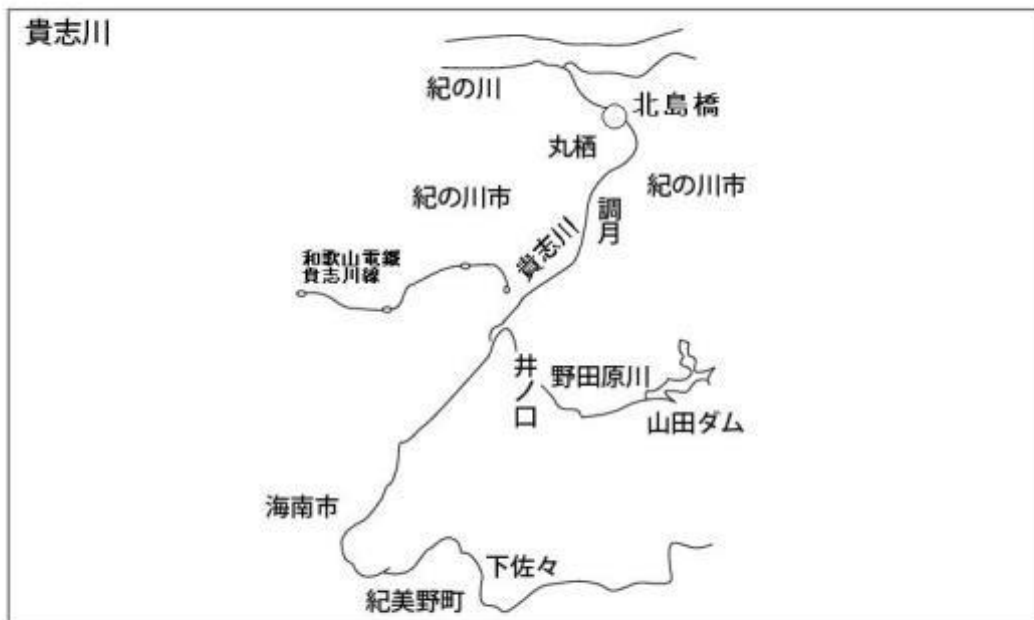 貴志川
紀の川
北島橋
丸栖
紀の川市
紀の川市
調月
貴志川
和歌山電鐵
貴志川線
井ノ口
野田原川
山田ダム
海南市
下佐々
紀美野町